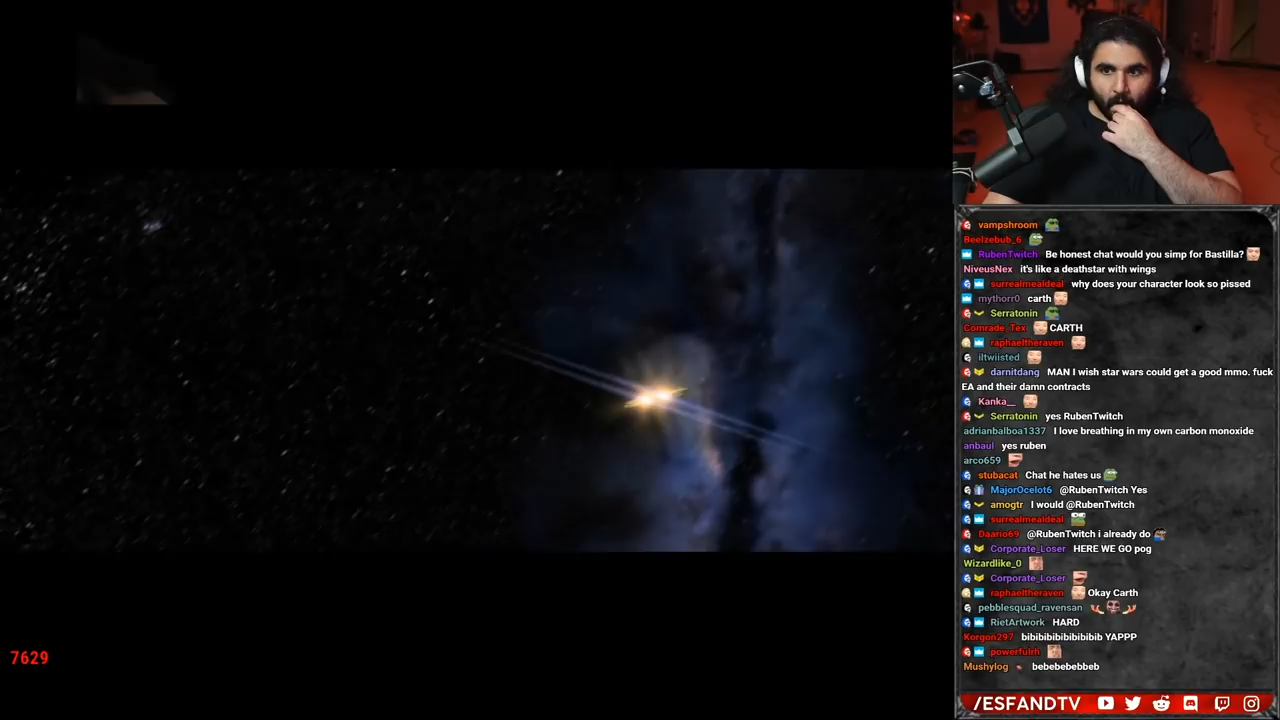 vampshroom
Beelzebub_6
RubenTwitch Be honest chat would you simp for Bastilla?
NiveusNex it's like a deathstar with wings
surrealmealdeal why does your character look so pissed
mythorr0 carth
Serratonin
Comrade_Tex CARTH
raphaeltheraven
iltwiisted
darnitdang MAN I wish star wars could get a good mmo. fuck
EA and their damn contracts
Kanka__
Serratonin yes RubenTwitch
adrianbalboa1337 I love breathing in my own carbon monoxide
anbaul yes ruben
arco659
stubacat Chat he hates us
MajorOcelot6 @RubenTwitch Yes
amogtr I would @RubenTwitch
surrealmealdeal
Daario69 @RubenTwitch i already do
Corporate_Loser HERE WE GO pog
Wizardlike_0
Corporate_Loser
raphaeltheraven Okay Carth
pebblesquad_ravensan
RietArtwork HARD
Korgon297 bibibibibibibibib YAPPP
powerfulrh
Mushylog bebebebebbeb
7629
/ESFANDTV